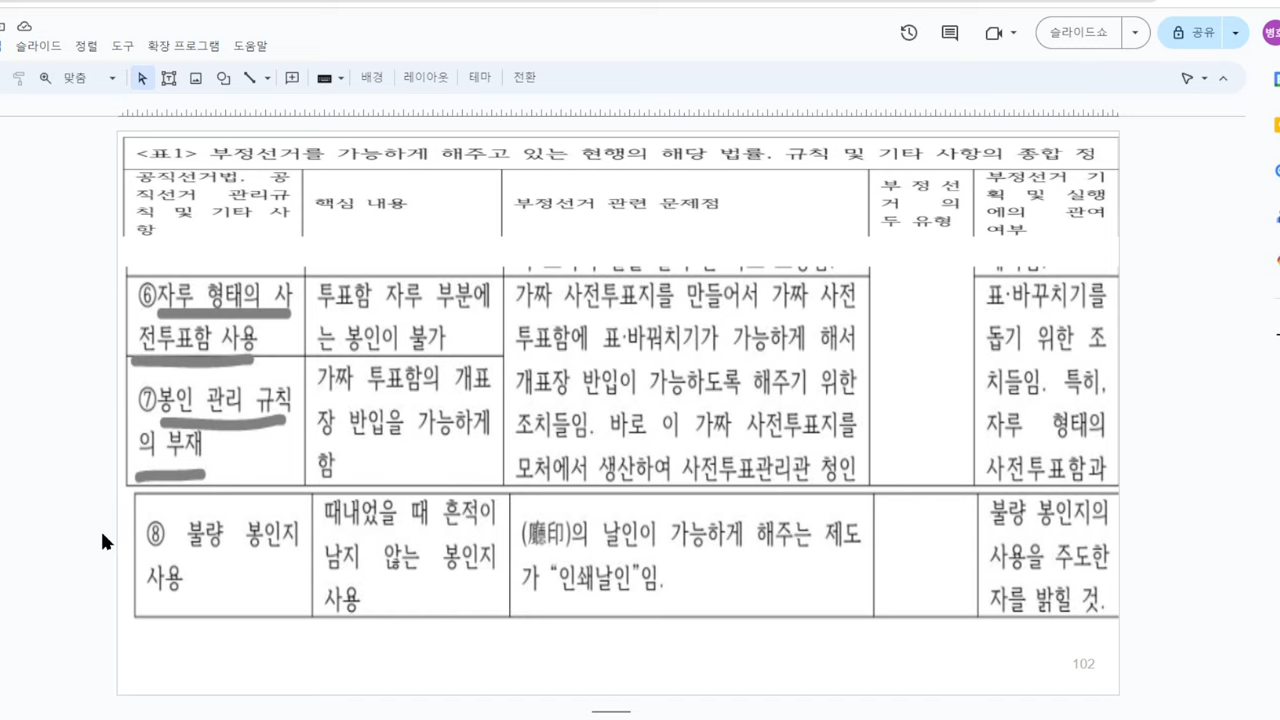 슬라이드 정렬 도구 확장 프로그램 도움말
슬라이드쇼
공유
병호
맞춤
배경 레이아웃 테마 전환
<표1> 부정선거를 가능하게 해주고 있는 현행의 해당 법률. 규칙 및 기타 사항의 종합 정
공직선거법. 공
직선거 관리규
칙 및 기타 사
항
핵심 내용
부정선거 관련 문제점
부 정 선
거 의
두 유형
부정선거 기
획 및 실행
에의 관여
여부
⑥자루 형태의 사
전투표함 사용
투표함 자루 부분에
는 봉인이 불가
⑦봉인 관리 규칙
의 부재
가짜 투표함의 개표
장 반입을 가능하게
함
가짜 사전투표지를 만들어서 가짜 사전
투표함에 표·바꿔치기가 가능하게 해서
개표장 반입이 가능하도록 해주기 위한
조치들임. 바로 이 가짜 사전투표지를
모처에서 생산하여 사전투표관리관 청인
표·바꾸치기를
돕기 위한 조
치들임. 특히,
자루 형태의
사전투표함과
⑧ 불량 봉인지
사용
때내었을 때 흔적이
남지 않는 봉인지
사용
(廳印)의 날인이 가능하게 해주는 제도
가 “인쇄날인”임.
불량 봉인지의
사용을 주도한
자를 밝힐 것.
102